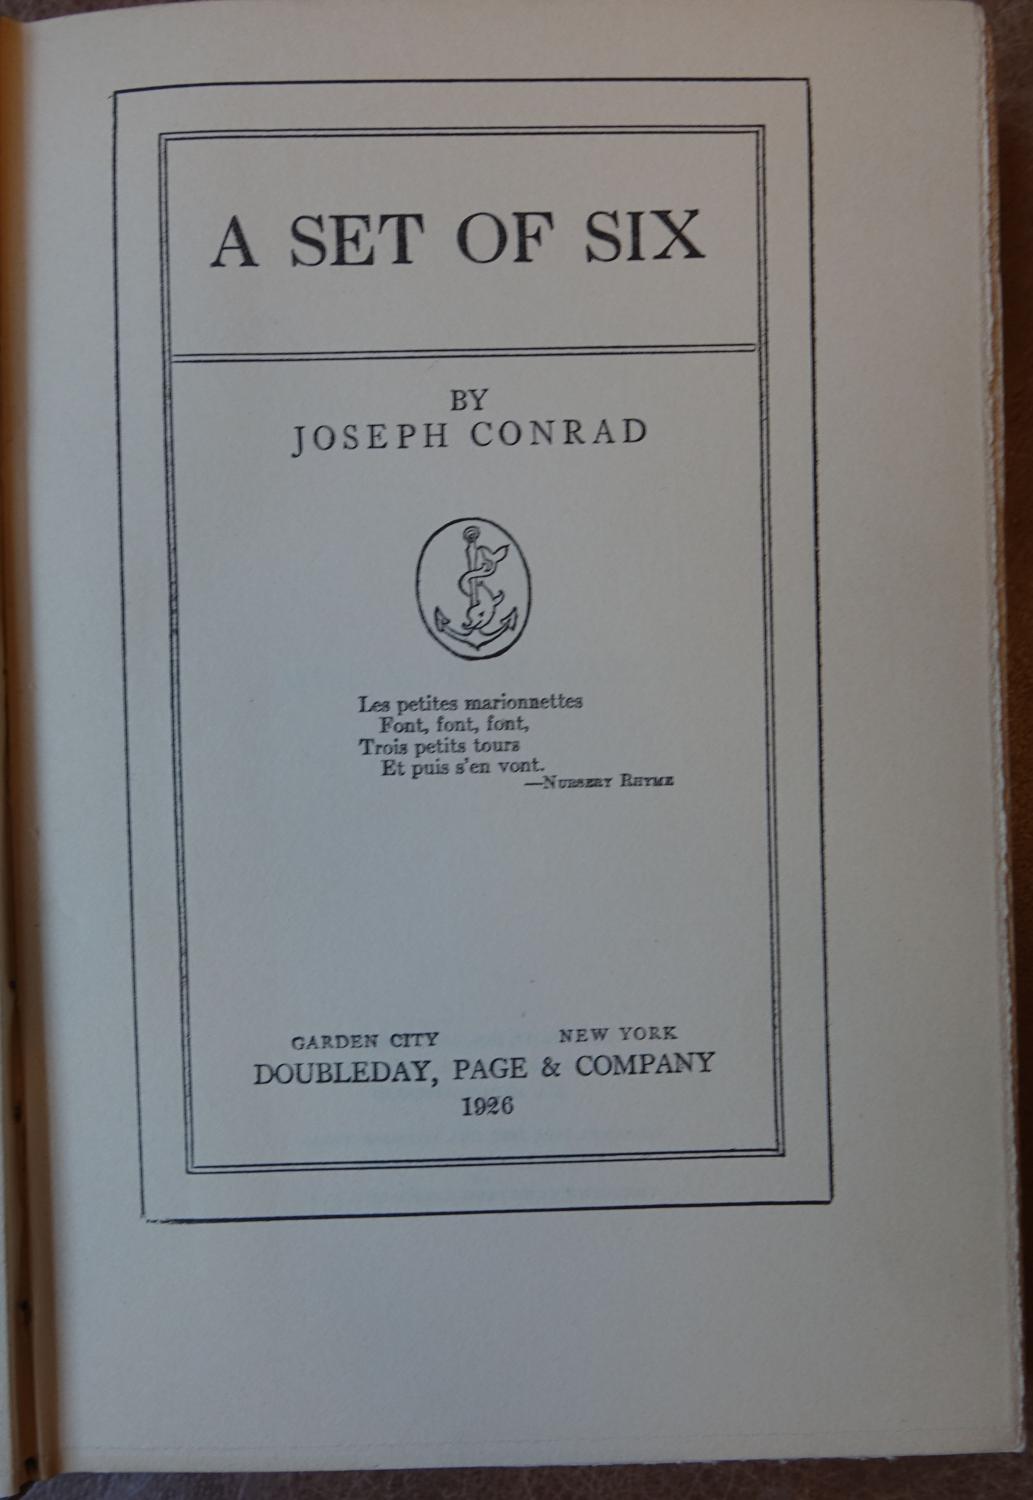 A SET OF SIX
BY
JOSEPH CONRAD
Les petites marionnettes
Font, font, font,
Trois petits tours
Et puis s'en vont.
—NURSERY RHYME
GARDEN CITY NEW YORK
DOUBLEDAY, PAGE & COMPANY
1926